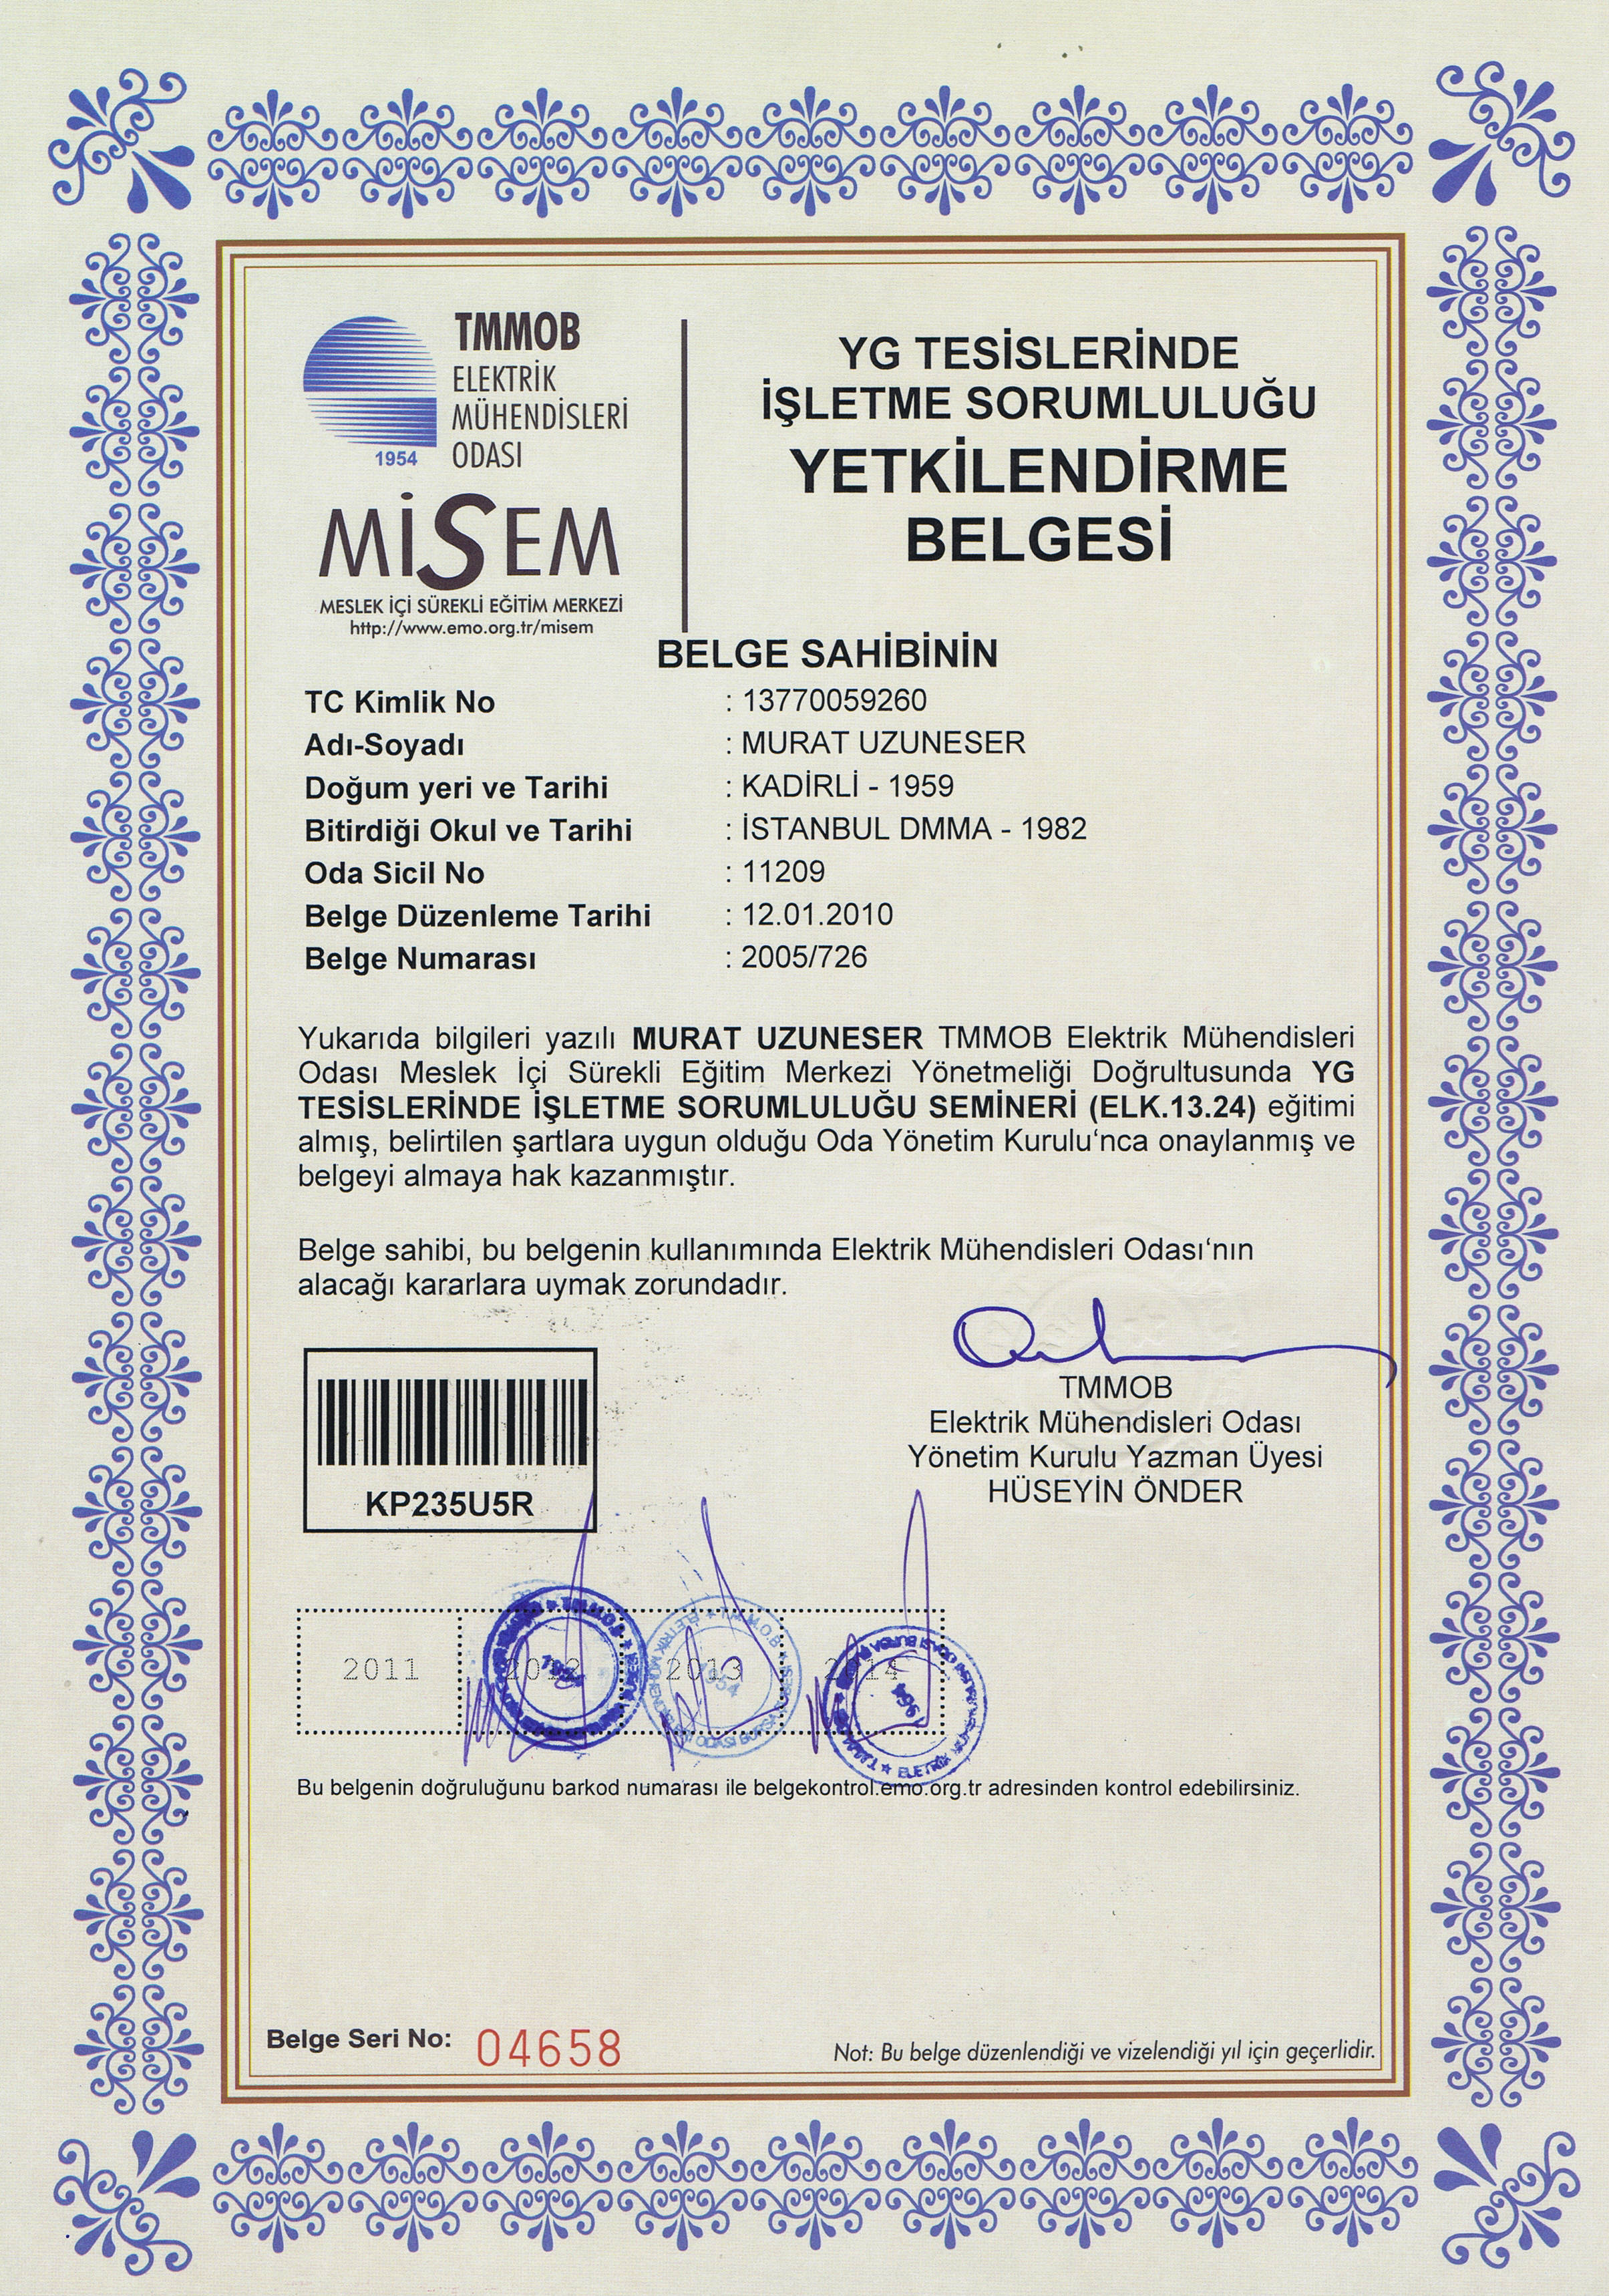 TMMOB
ELEKTRİK
MÜHENDİSLERİ
ODASI
1954
MİSEM
MESLEK İÇİ SÜREKLİ EĞİTİM MERKEZİ
http://www.emo.org.tr/misem
YG TESİSLERİNDE
İŞLETME SORUMLULUĞU
YETKİLENDİRME
BELGESİ
BELGE SAHİBİNİN
TC Kimlik No : 13770059260
Adı-Soyadı : MURAT UZUNESER
Doğum yeri ve Tarihi : KADİRLİ - 1959
Bitirdiği Okul ve Tarihi : İSTANBUL DMMA - 1982
Oda Sicil No : 11209
Belge Düzenleme Tarihi : 12.01.2010
Belge Numarası : 2005/726
Yukarıda bilgileri yazılı MURAT UZUNESER TMMOB Elektrik Mühendisleri
Odası Meslek İçi Sürekli Eğitim Merkezi Yönetmeliği Doğrultusunda YG
TESİSLERİNDE İŞLETME SORUMLULUĞU SEMİNERİ (ELK.13.24) eğitimi
almış, belirtilen şartlara uygun olduğu Oda Yönetim Kurulu‘nca onaylanmış ve
belgeyi almaya hak kazanmıştır.
Belge sahibi, bu belgenin kullanımında Elektrik Mühendisleri Odası‘nın
alacağı kararlara uymak zorundadır.
TMMOB
Elektrik Mühendisleri Odası
Yönetim Kurulu Yazman Üyesi
HÜSEYİN ÖNDER
KP235U5R
2011 2012 2013 2014
1954 1954 1954
Bu belgenin doğruluğunu barkod numarası ile belgekontrol.emo.org.tr adresinden kontrol edebilirsiniz.
Belge Seri No: 04658
Not: Bu belge düzenlendiği ve vizelendiği yıl için geçerlidir.